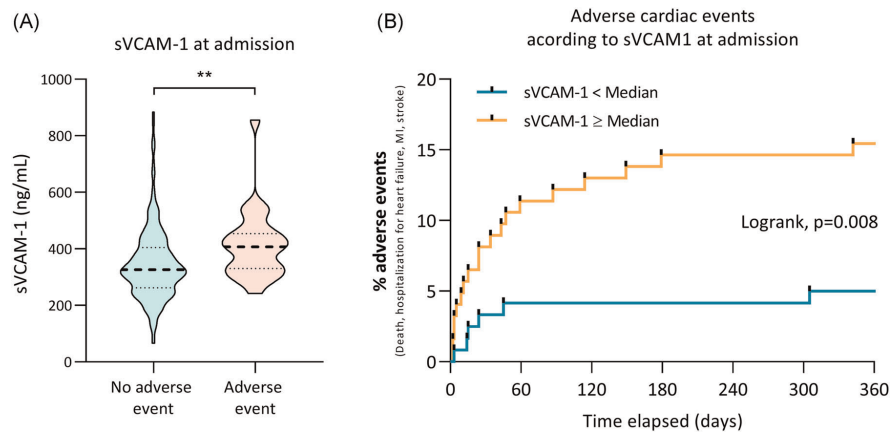 (A)
sVCAM-1 at admission
**
1000
800
600
400
200
0
sVCAM-1 (ng/mL)
No adverse
event
Adverse
event
(B)
Adverse cardiac events
acording to sVCAM1 at admission
20
15
10
5
0
% adverse events
(Death, hospitalization for heart failure, MI, stroke)
sVCAM-1 < Median
sVCAM-1 ≥ Median
Logrank, p=0.008
0 60 120 180 240 300 360
Time elapsed (days)